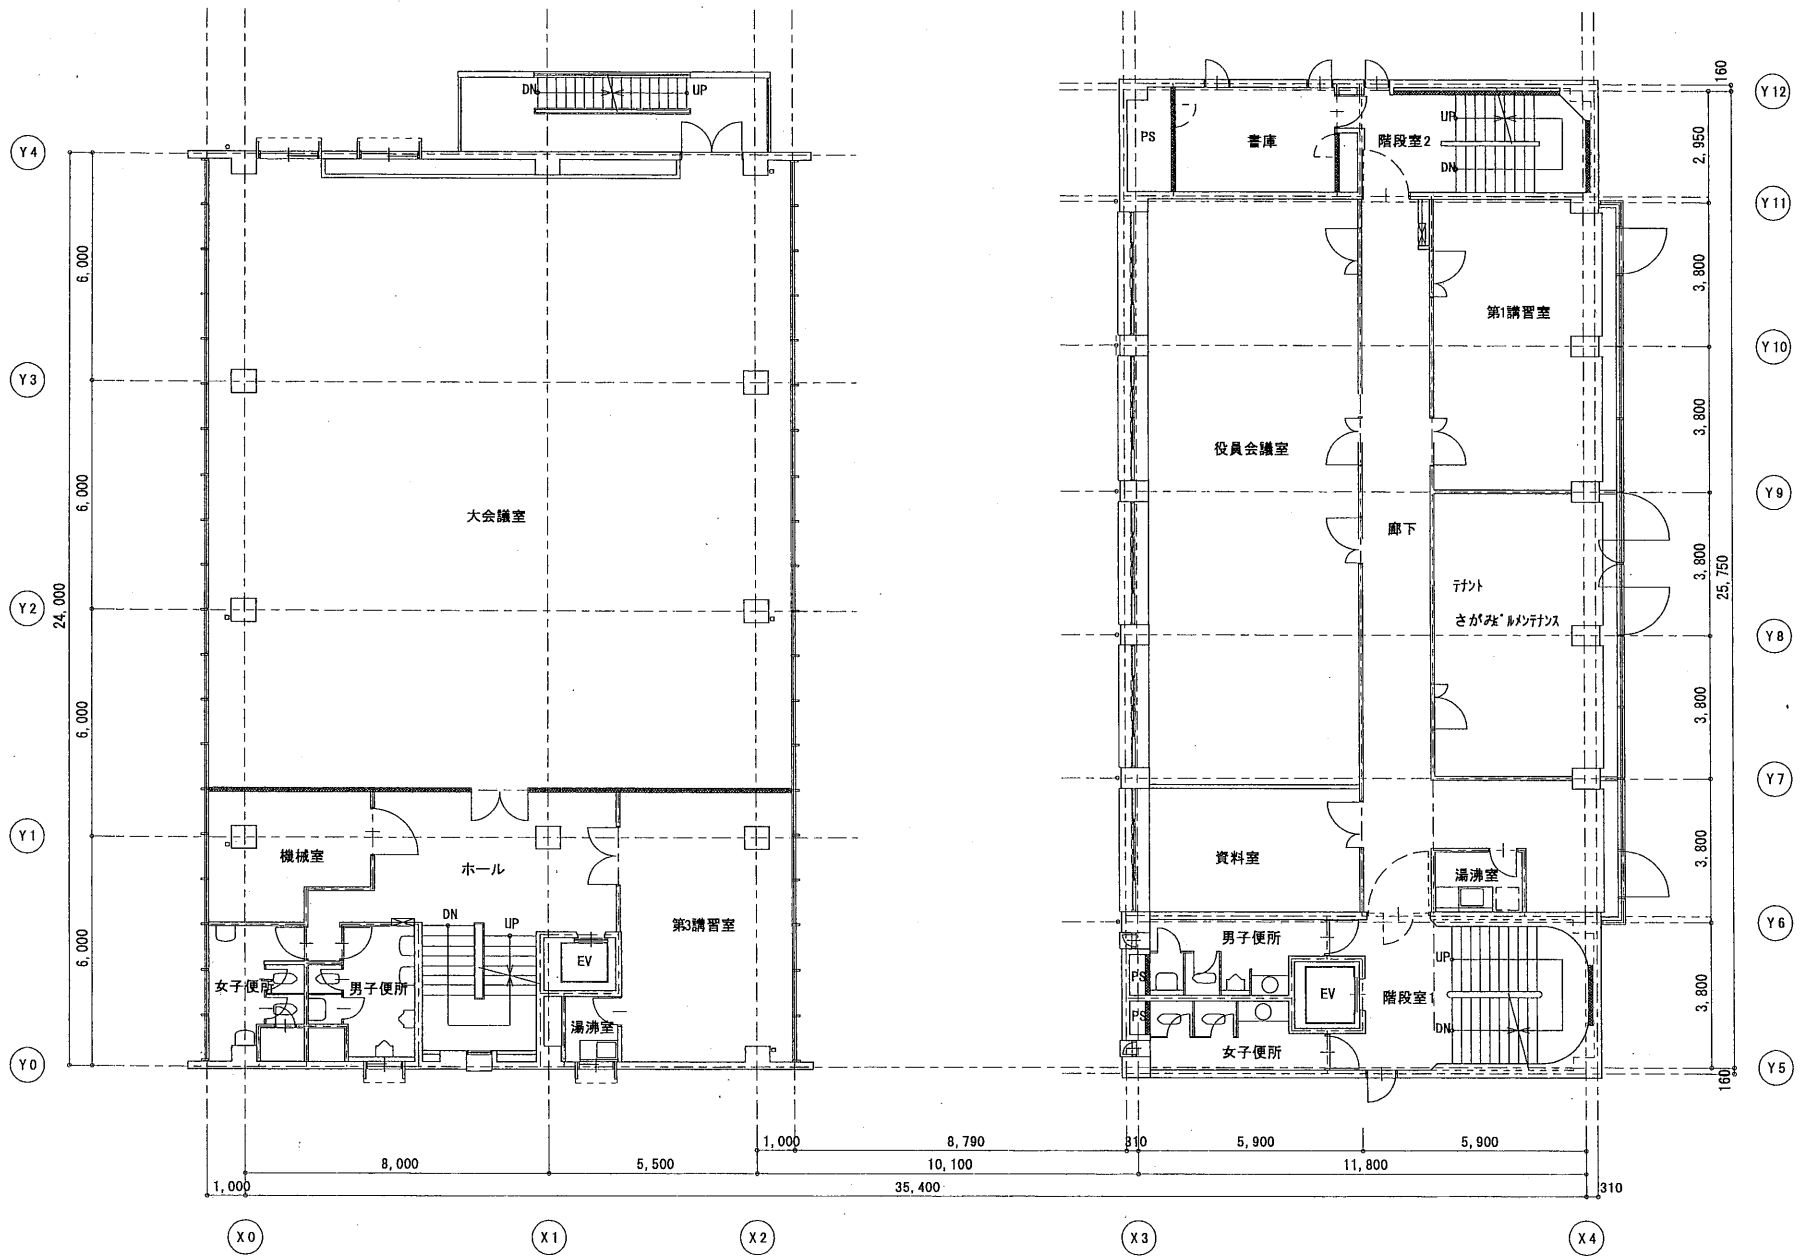 DN
UP
160
Y12
Y4
PS
書庫
階段室2
UP
DN
2,950
Y11
6,000
3,800
第1講習室
Y10
Y3
3,800
役員会議室
Y9
6,000
大会議室
廊下
3,800
25,750
テナント
さがみビルメンテナンス
Y2
24,000
Y8
6,000
3,800
Y7
Y1
機械室
ホール
資料室
3,800
湯沸室
DN
UP
第3講習室
Y6
6,000
EV
男子便所
UP
女子便所
男子便所
PS
EV
階段室1
3,800
湯沸室
PS
DN
女子便所
Y0
Y5
160
1,000
8,790
310
5,900
5,900
8,000
5,500
10,100
11,800
1,000
35,400
310
X0
X1
X2
X3
X4